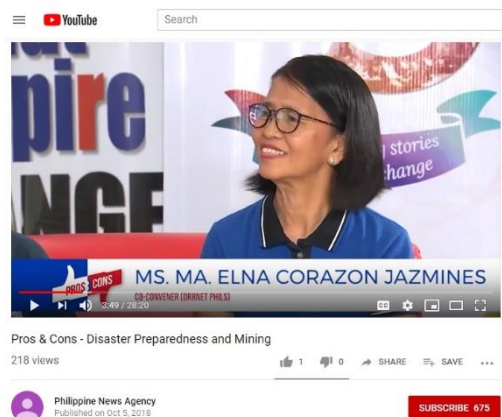 YouTube
Search
pire
NGE
stories
change
PROS & CONS
MS. MA. ELNA CORAZON JAZMINES
CO-CONVENER (DRRNET PHILS)
3:49 / 28:20
CC
Pros & Cons - Disaster Preparedness and Mining
218 views
1
0
SHARE
SAVE
Philippine News Agency
Published on Oct 5, 2018
SUBSCRIBE 675